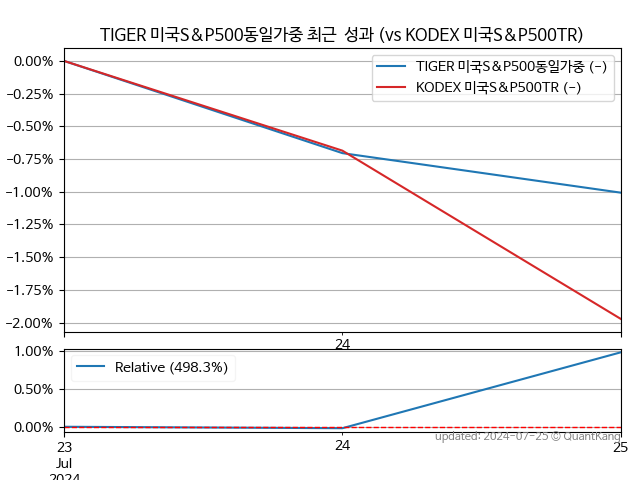 TIGER 미국S&P500동일가중 최근 성과 (vs KODEX 미국S&P500TR)
0.00%
−0.25%
−0.50%
−0.75%
−1.00%
−1.25%
−1.50%
−1.75%
−2.00%
TIGER 미국S&P500동일가중 (-)
KODEX 미국S&P500TR (-)
24
1.00%
0.50%
0.00%
Relative (498.3%)
updated: 2024-07-25 © QuantKang
23
24
25
Jul
2024